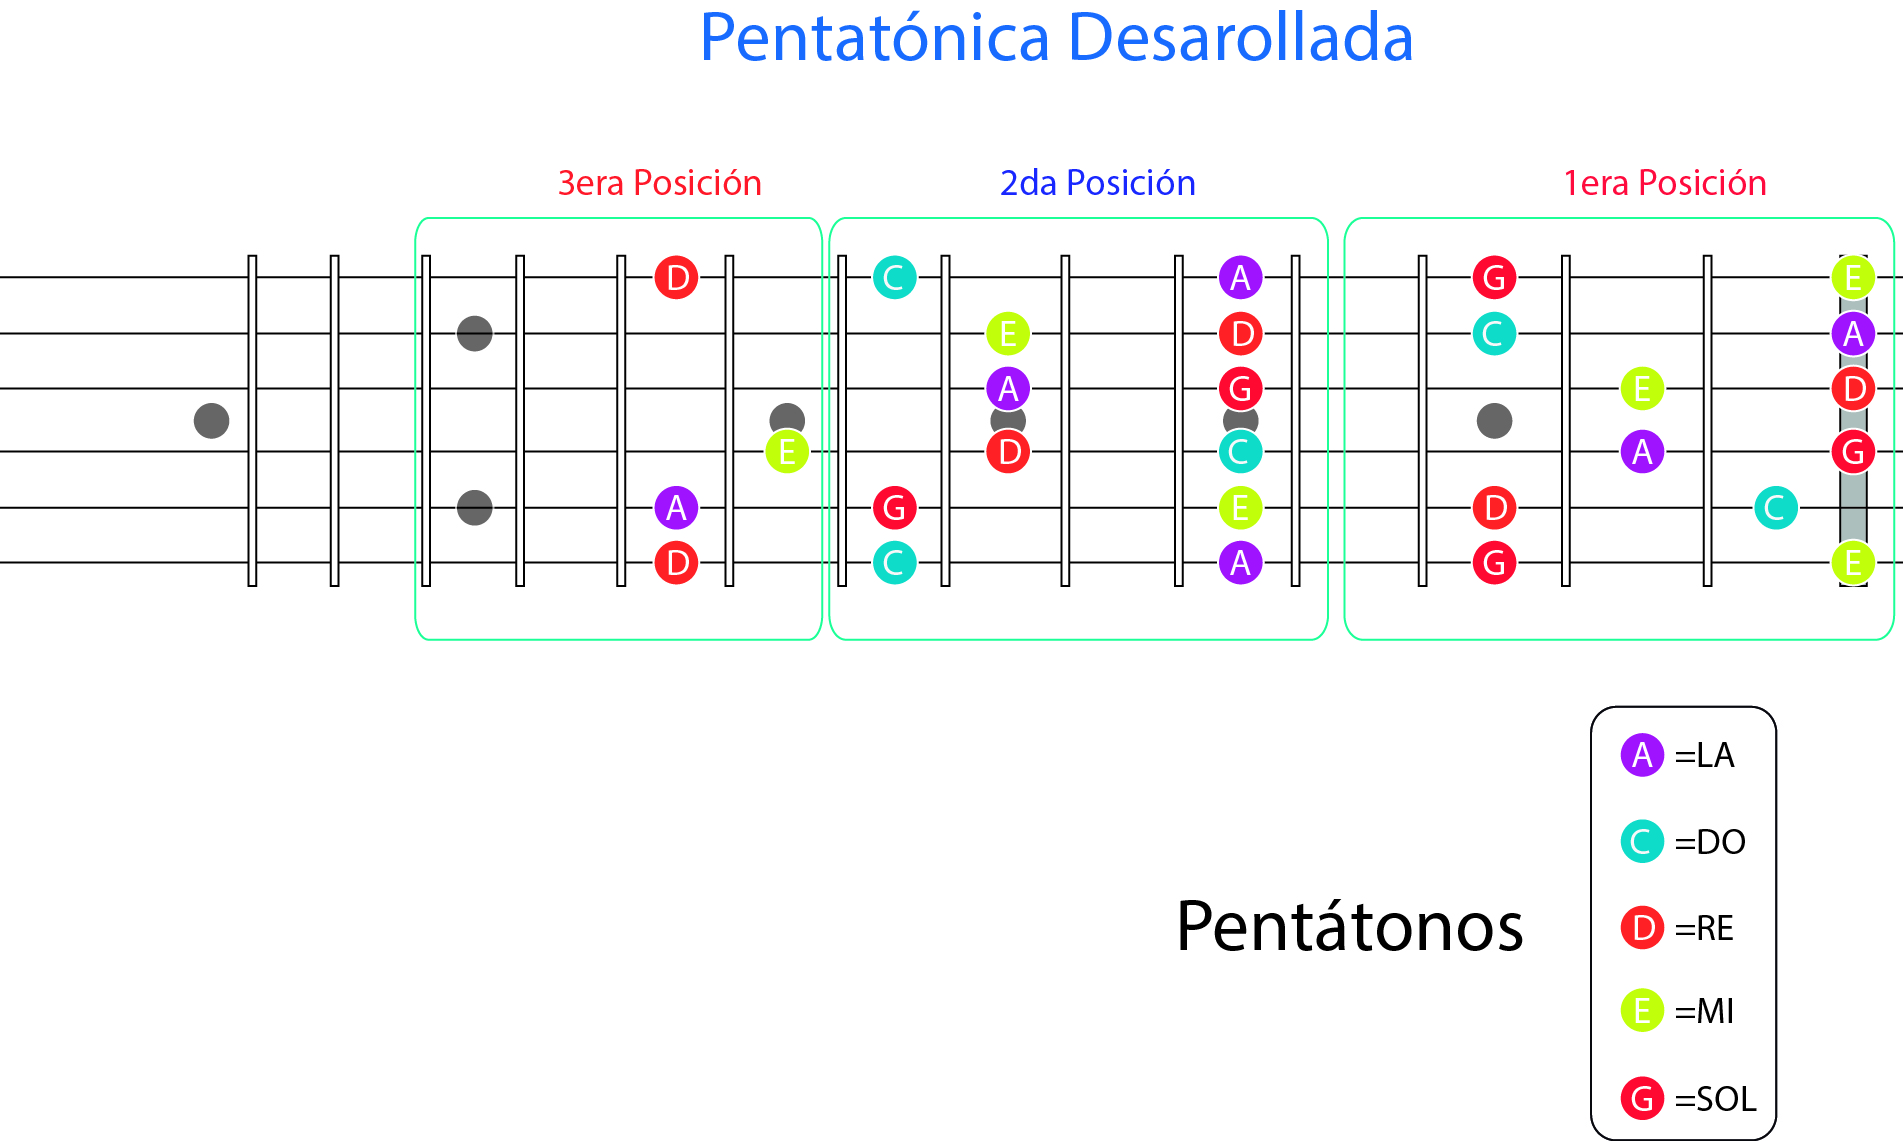 Pentatónica Desarollada
3era Posición 2da Posición 1era Posición
D C A G E
E D C A
A G E D
E D C A G
A G E D C
D C A G E
A =LA
C =DO
D =RE
E =MI
G =SOL
Pentátonos